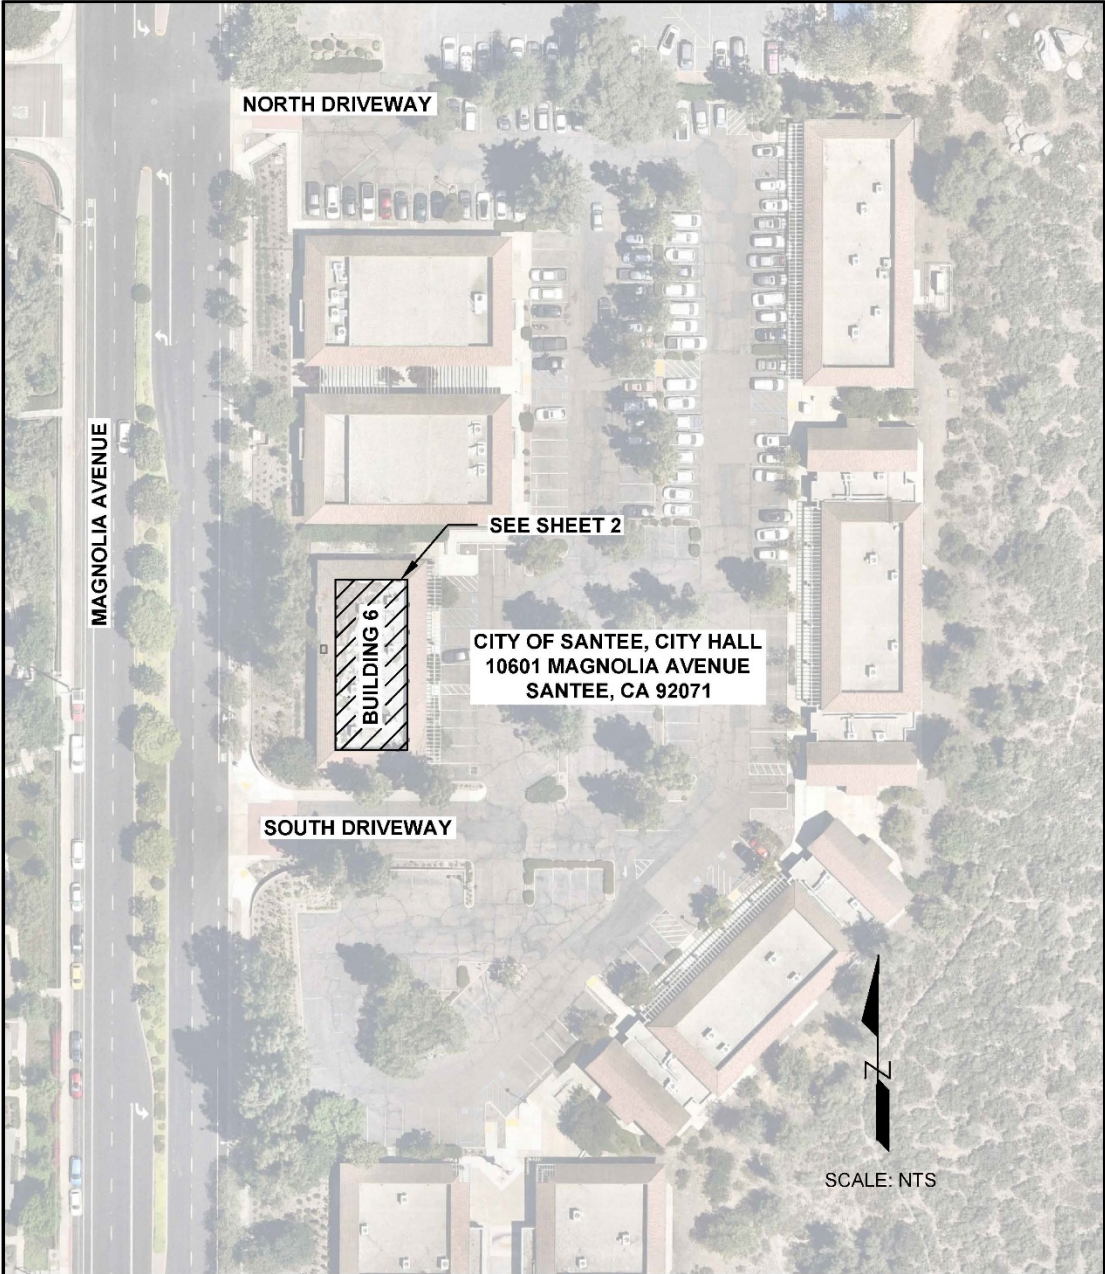 NORTH DRIVEWAY
MAGNOLIA AVENUE
SEE SHEET 2
BUILDING 6
CITY OF SANTEE, CITY HALL
10601 MAGNOLIA AVENUE
SANTEE, CA 92071
SOUTH DRIVEWAY
N
SCALE: NTS